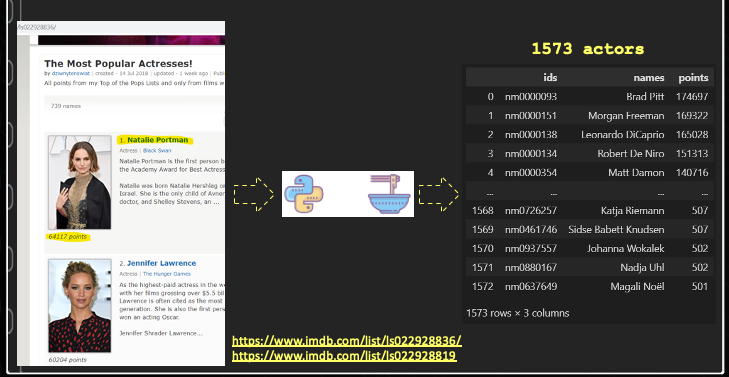 /ls022928836/
The Most Popular Actresses!
by dziwnytenswiat | created - 14 Jul 2018 | updated - 1 week ago | Publ
All points from my Top of the Pops Lists and only from films w
739 names
1. Natalie Portman
Actress | Black Swan
Natalie Portman is the first person b
the Academy Award for Best Actress
Natalie was born Natalie Hershlag on
Israel. She is the only child of Avner
doctor, and Shelley Stevens, an ...
64117 points
2. Jennifer Lawrence
Actress | The Hunger Games
As the highest-paid actress in the w
with her films grossing over $5.5 bil
Lawrence is often cited as the most
generation. She is also the first pers
won an acting Oscar.
Jennifer Shrader Lawrence...
60204 points
https://www.imdb.com/list/ls022928836/
https://www.imdb.com/list/ls022928819
1573 actors
ids names points
0 nm0000093 Brad Pitt 174697
1 nm0000151 Morgan Freeman 169322
2 nm0000138 Leonardo DiCaprio 165028
3 nm0000134 Robert De Niro 151313
4 nm0000354 Matt Damon 140716
... ... ... ...
1568 nm0726257 Katja Riemann 507
1569 nm0461746 Sidse Babett Knudsen 507
1570 nm0937557 Johanna Wokalek 502
1571 nm0880167 Nadja Uhl 502
1572 nm0637649 Magali Noël 501
1573 rows × 3 columns